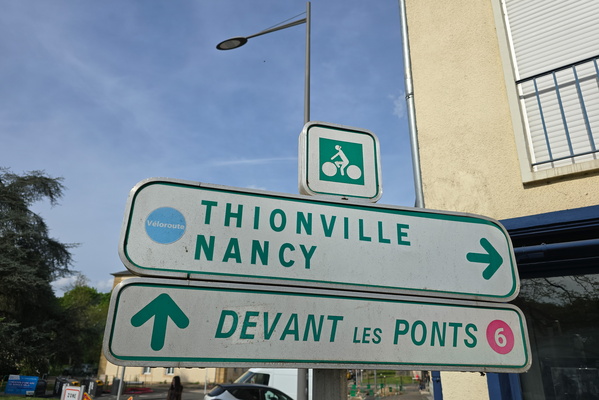 Véloroute
THIONVILLE
NANCY
DEVANT LES PONTS 6